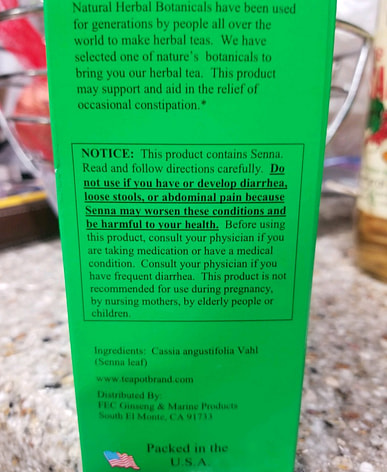 Natural Herbal Botanicals have been used
for generations by people all over the
world to make herbal teas. We have
selected one of nature's botanicals to
bring you our herbal tea. This product
may support and aid in the relief of
occasional constipation.*
NOTICE: This product contains Senna.
Read and follow directions carefully. Do
not use if you have or develop diarrhea,
loose stools, or abdominal pain because
Senna may worsen these conditions and
be harmful to your health. Before using
this product, consult your physician if you
are taking medication or have a medical
condition. Consult your physician if you
have frequent diarrhea. This product is not
recommended for use during pregnancy,
by nursing mothers, by elderly people or
children.
Ingredients: Cassia angustifolia Vahl
(Senna leaf)
www.teapotbrand.com
Distributed By:
FEC Ginseng & Marine Products
South El Monte, CA 91733
Packed in the
U.S.A.